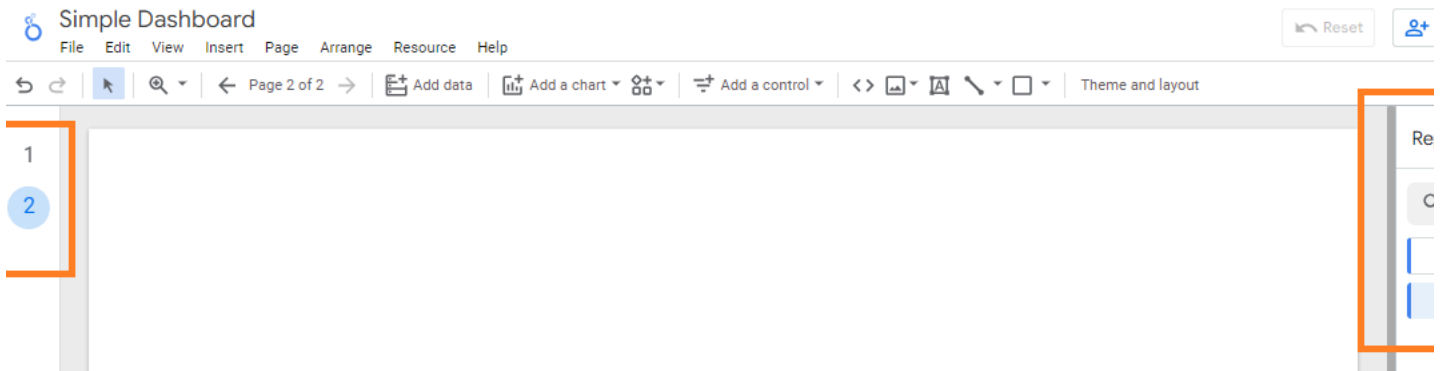 Simple Dashboard
Reset
File Edit View Insert Page Arrange Resource Help
Page 2 of 2 Add data Add a chart Add a control Theme and layout
1
2